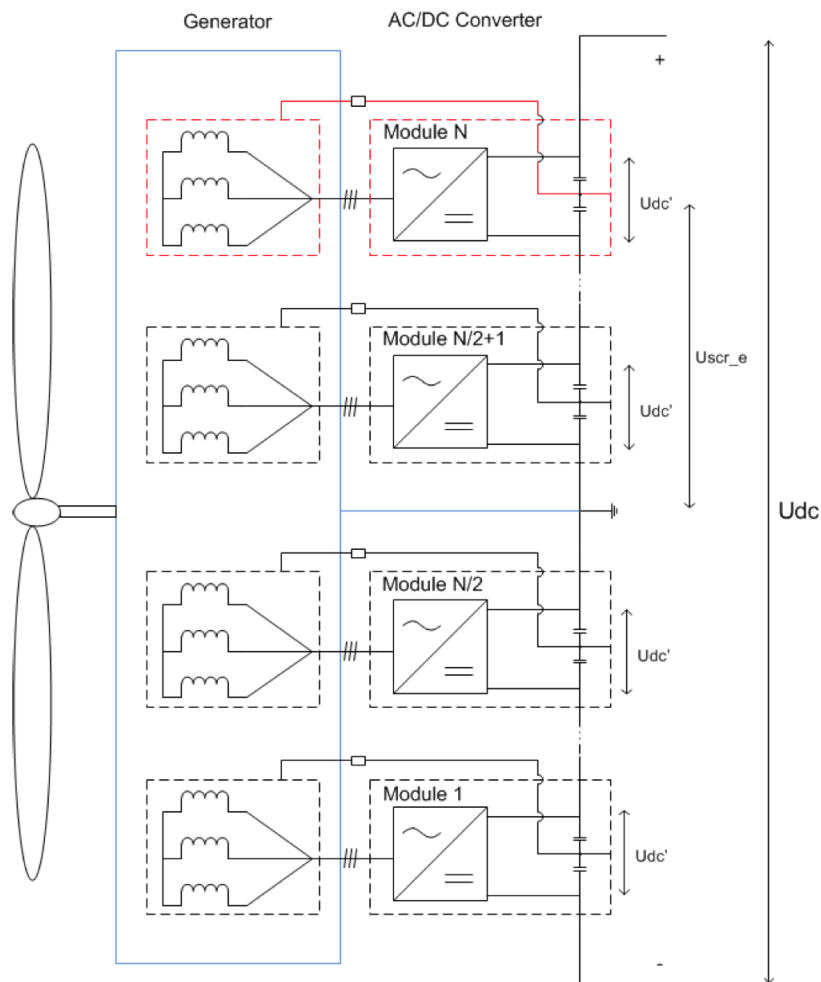 Generator
AC/DC Converter
+
Module N
Udc'
Module N/2+1
Uscr_e
Udc'
Udc
Module N/2
Udc'
Module 1
Udc'
-